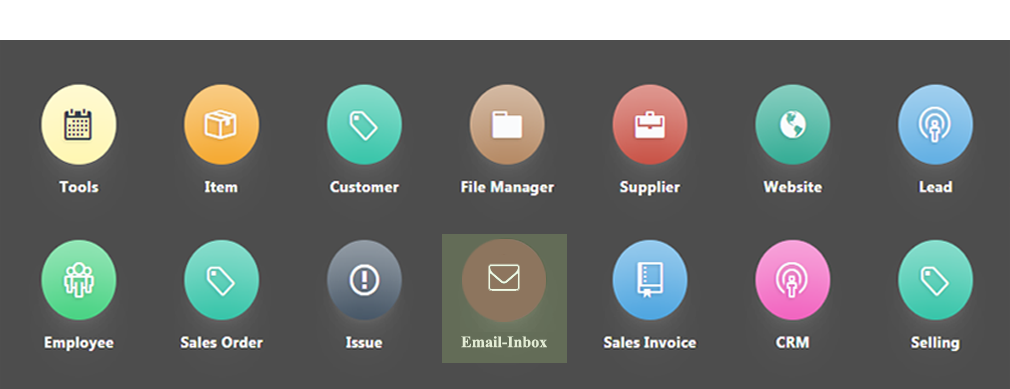 Tools
Item
Customer
File Manager
Supplier
Website
Lead
Employee
Sales Order
Issue
Email-Inbox
Sales Invoice
CRM
Selling